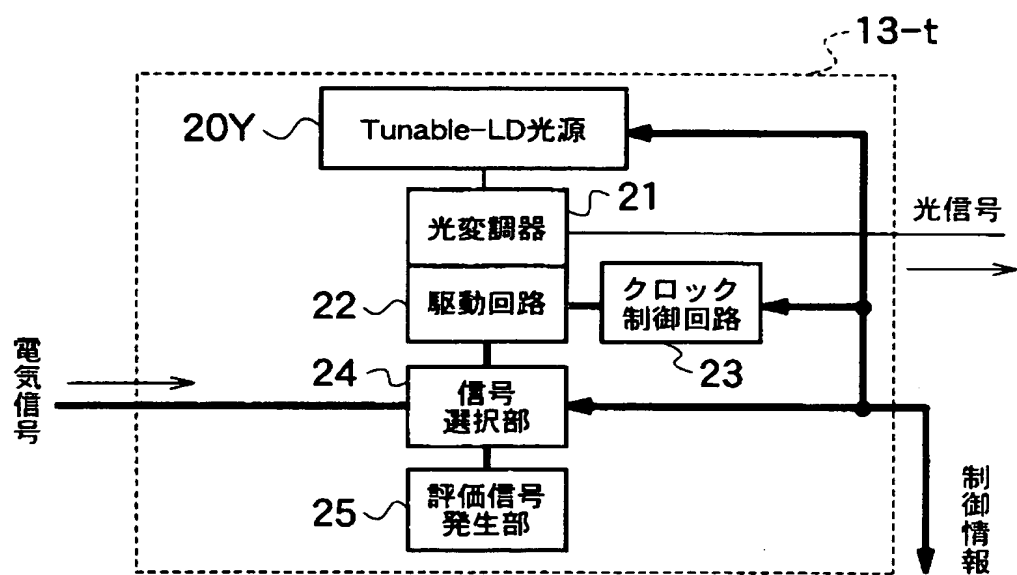 13-t
20Y
Tunable-LD光源
21
光変調器
光信号
22
駆動回路
クロック
制御回路
23
電気信号
24
信号
選択部
25
評価信号
発生部
制御情報